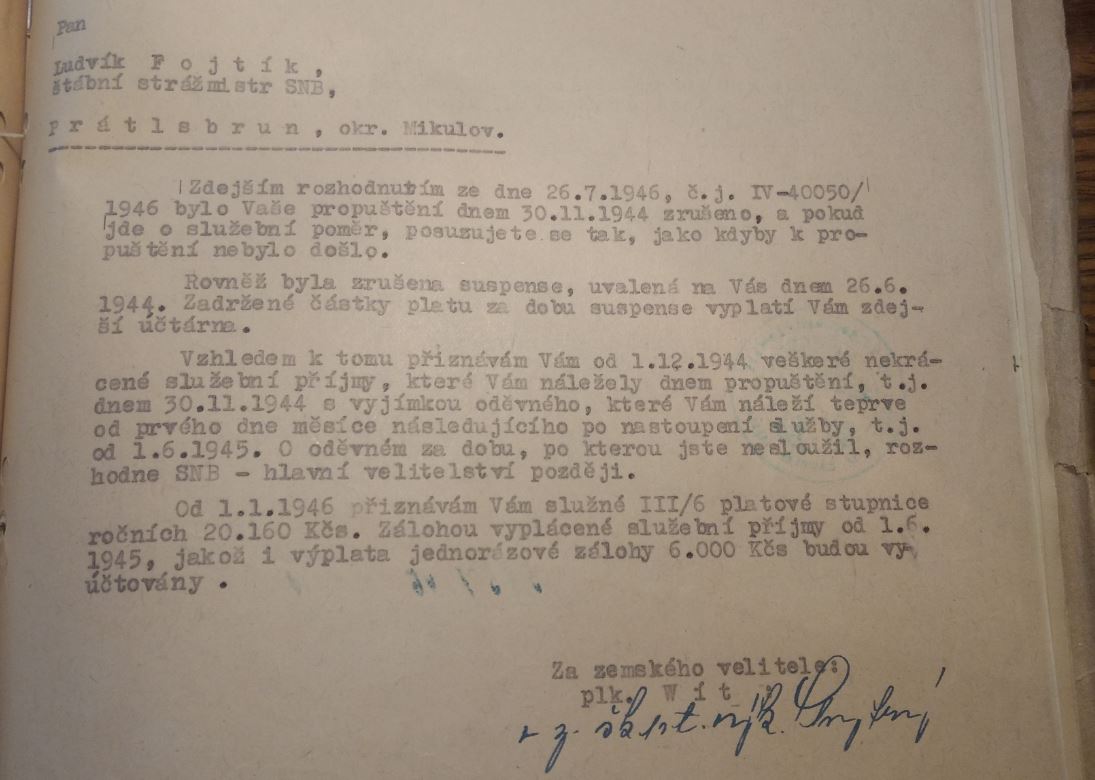 Pan
Ludvík F o j t í k ,
štábní strážmistr SNB,
P r á t l s b r u n , okr. Mikulov.
Zdejším rozhodnutím ze dne 26.7.1946, č.j. IV-40050/
1946 bylo Vaše propuštění dnem 30.11.1944 zrušeno, a pokud
jde o služební poměr, posuzujete se tak, jako kdyby k pro-
puštění nebylo došlo.
Rovněž byla zrušena suspense, uvalená na Vás dnem 26.6.
1944. Zadržené částky platu za dobu suspense vyplatí Vám zdej-
ší účtárna.
Vzhledem k tomu přiznávám Vám od 1.12.1944 veškeré nekrá-
cené služební příjmy, které Vám náležely dnem propuštění, t.j.
dnem 30.11.1944 s vyjímkou oděvného, které Vám náleží teprve
od prvého dne měsíce následujícího po nastoupení služby, t.j.
od 1.6.1945. O oděvném za dobu, po kterou jste nesloužil, roz-
hodne SNB - hlavní velitelství později.
Od 1.1.1946 přiznávám Vám služné III/6 platové stupnice
ročních 20.160 Kčs. Zálohou vyplácené služební příjmy od 1.6.
1945, jakož i výplata jednorázové zálohy 6.000 Kčs budou vy-
účtovány .
Za zemského velitele:
plk. W í t